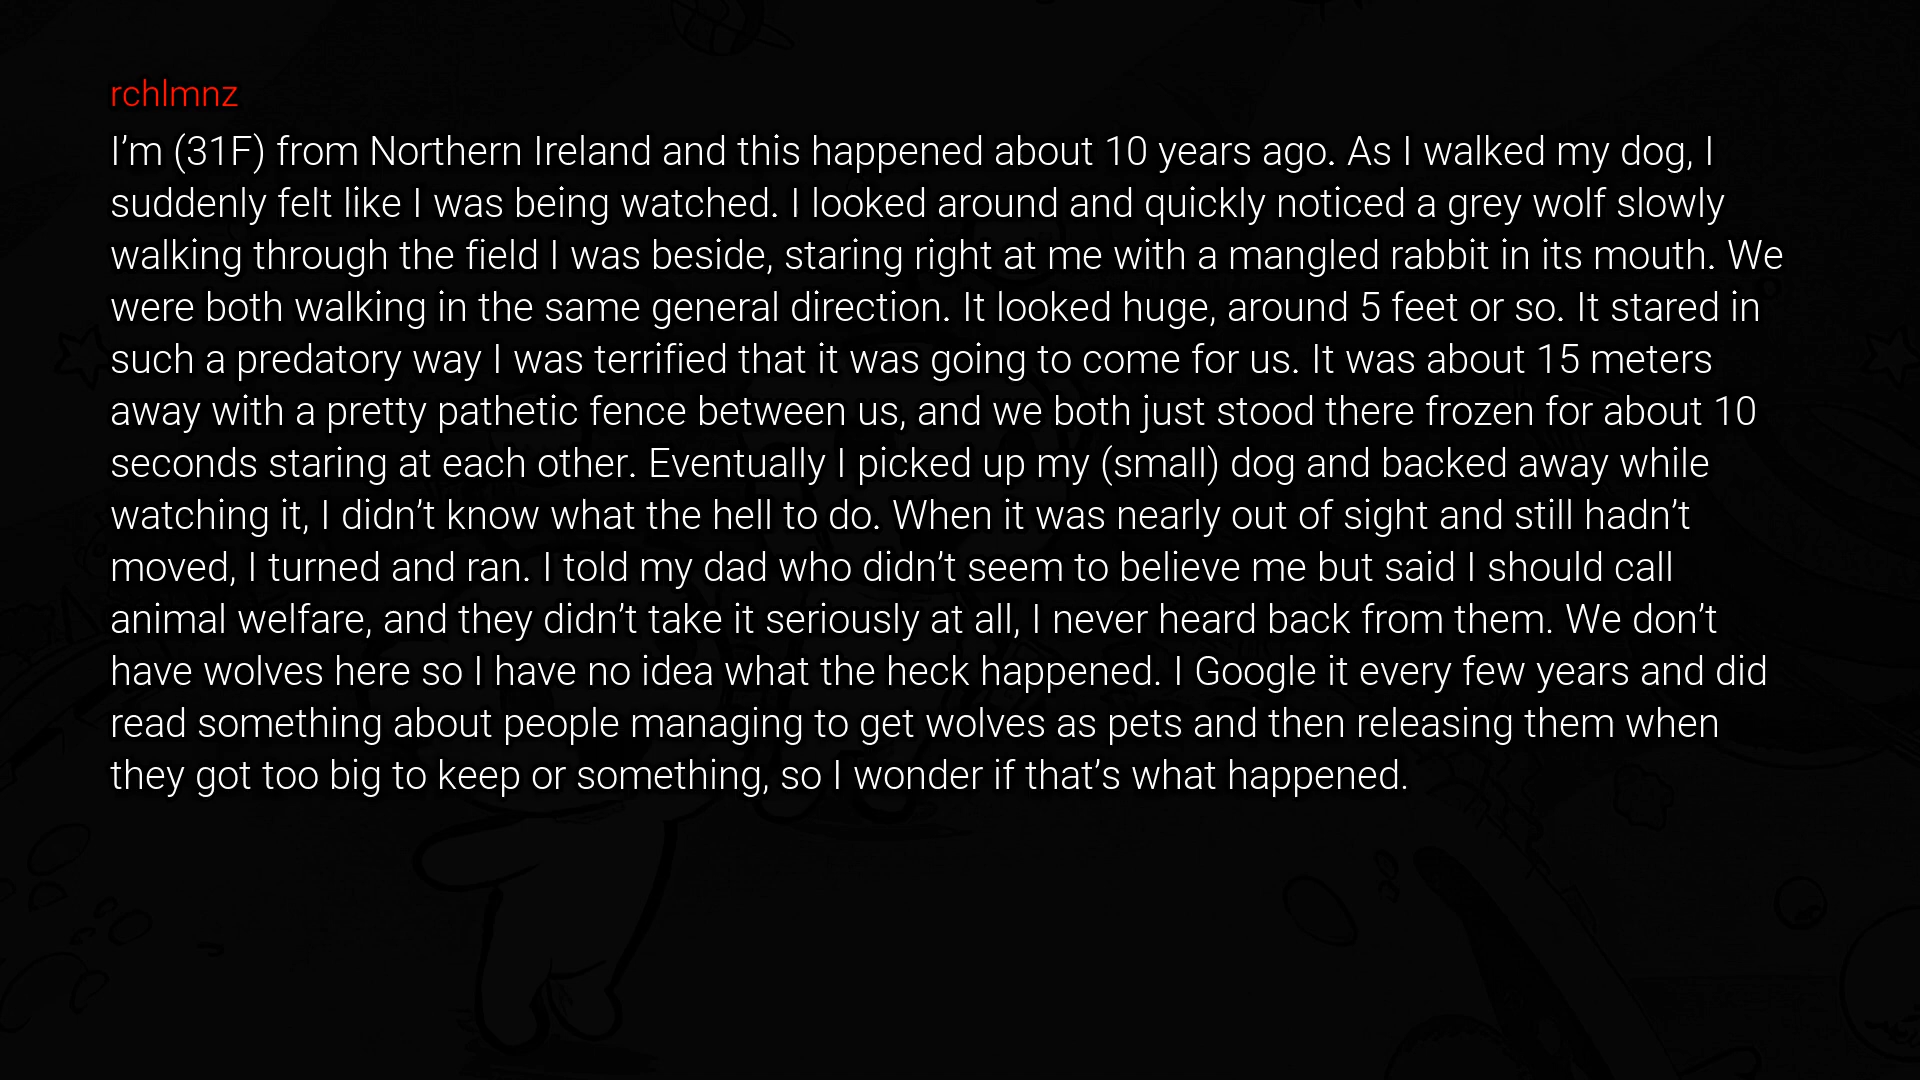 rchlmnz
I’m (31F) from Northern Ireland and this happened about 10 years ago. As I walked my dog, I
suddenly felt like I was being watched. I looked around and quickly noticed a grey wolf slowly
walking through the field I was beside, staring right at me with a mangled rabbit in its mouth. We
were both walking in the same general direction. It looked huge, around 5 feet or so. It stared in
such a predatory way I was terrified that it was going to come for us. It was about 15 meters
away with a pretty pathetic fence between us, and we both just stood there frozen for about 10
seconds staring at each other. Eventually I picked up my (small) dog and backed away while
watching it, I didn’t know what the hell to do. When it was nearly out of sight and still hadn’t
moved, I turned and ran. I told my dad who didn’t seem to believe me but said I should call
animal welfare, and they didn’t take it seriously at all, I never heard back from them. We don’t
have wolves here so I have no idea what the heck happened. I Google it every few years and did
read something about people managing to get wolves as pets and then releasing them when
they got too big to keep or something, so I wonder if that’s what happened.